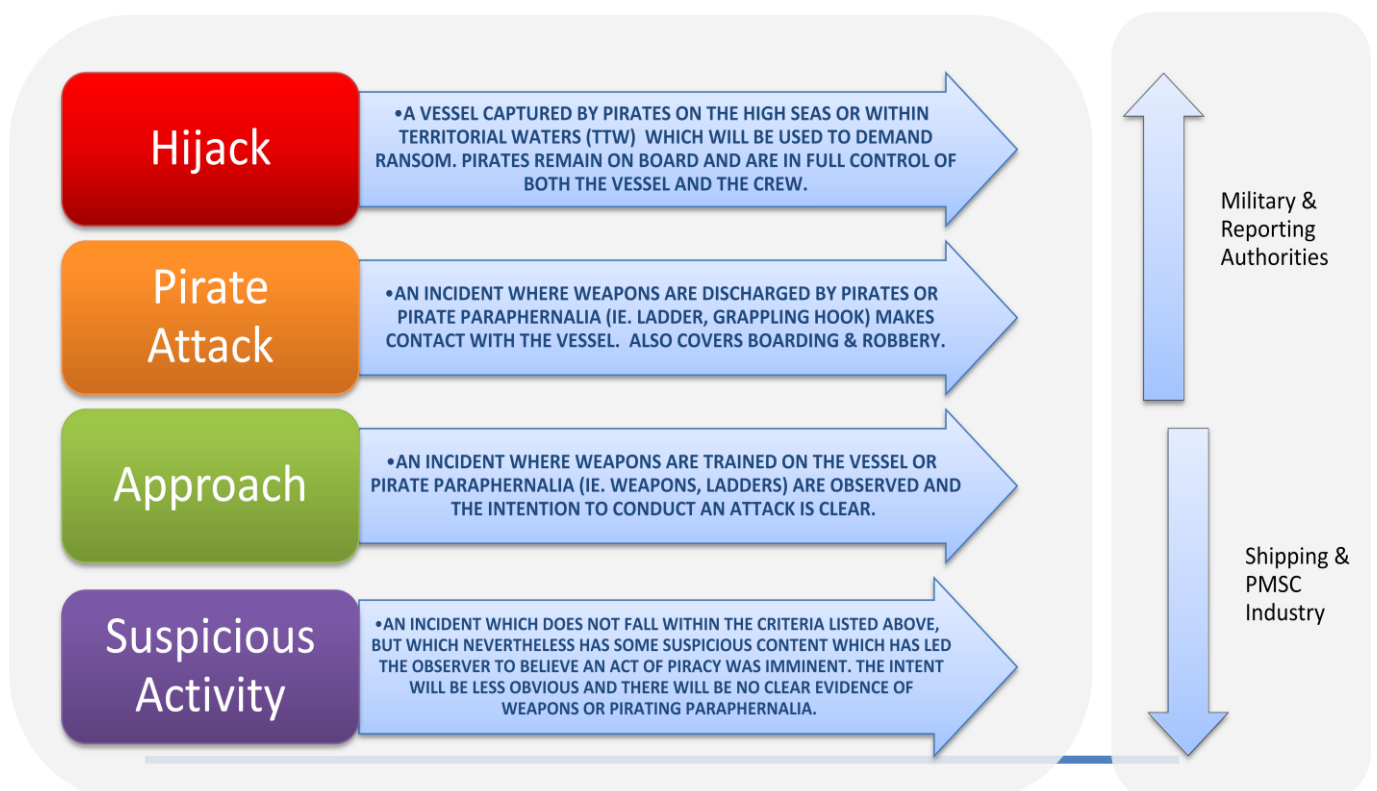 Hijack
•A VESSEL CAPTURED BY PIRATES ON THE HIGH SEAS OR WITHIN
TERRITORIAL WATERS (TTW) WHICH WILL BE USED TO DEMAND
RANSOM. PIRATES REMAIN ON BOARD AND ARE IN FULL CONTROL OF
BOTH THE VESSEL AND THE CREW.
Pirate
Attack
•AN INCIDENT WHERE WEAPONS ARE DISCHARGED BY PIRATES OR
PIRATE PARAPHERNALIA (IE. LADDER, GRAPPLING HOOK) MAKES
CONTACT WITH THE VESSEL. ALSO COVERS BOARDING & ROBBERY.
Approach
•AN INCIDENT WHERE WEAPONS ARE TRAINED ON THE VESSEL OR
PIRATE PARAPHERNALIA (IE. WEAPONS, LADDERS) ARE OBSERVED AND
THE INTENTION TO CONDUCT AN ATTACK IS CLEAR.
Suspicious
Activity
•AN INCIDENT WHICH DOES NOT FALL WITHIN THE CRITERIA LISTED ABOVE,
BUT WHICH NEVERTHELESS HAS SOME SUSPICIOUS CONTENT WHICH HAS LED
THE OBSERVER TO BELIEVE AN ACT OF PIRACY WAS IMMINENT. THE INTENT
WILL BE LESS OBVIOUS AND THERE WILL BE NO CLEAR EVIDENCE OF
WEAPONS OR PIRATING PARAPHERNALIA.
Military &
Reporting
Authorities
Shipping &
PMSC
Industry